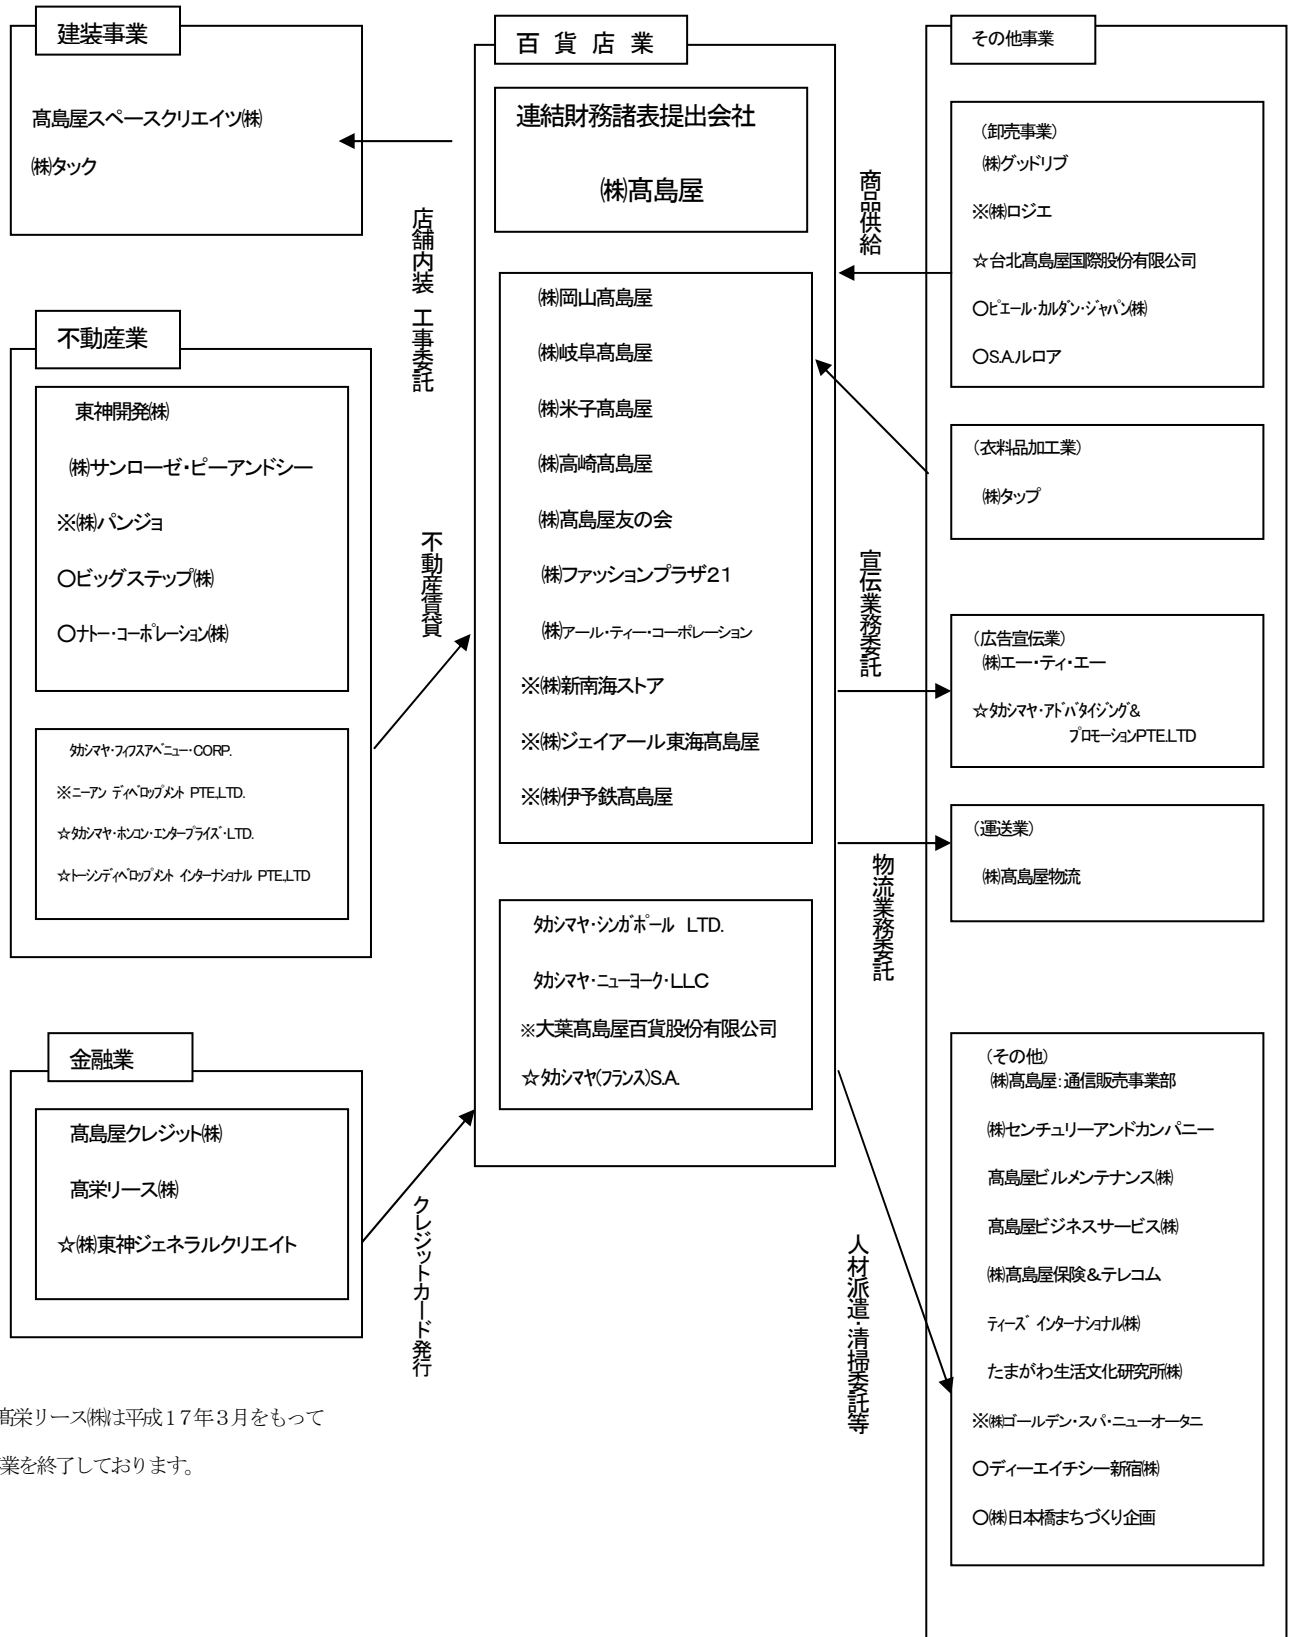 建装事業
髙島屋スペースクリエイツ㈱
㈱タック
店舗内装 工事委託
不動産業
東神開発㈱
㈱サンローゼ・ピーアンドシー
※㈱パンジョ
〇ビッグステップ㈱
〇ナトー・コーポレーション㈱
タカシマヤ・フィフスアベニュー・CORP.
※ニーアン ディベロップメント PTE,LTD.
☆タカシマヤ・ホンコン・エンタープライズ・LTD.
☆トーシンディベロップメント インターナショナル PTE,LTD
不動産賃貸
金融業
髙島屋クレジット㈱
髙栄リース㈱
☆㈱東神ジェネラルクリエイト
クレジットカード発行
髙栄リース㈱は平成17年3月をもって
業を終了しております。
百貨店業
連結財務諸表提出会社
㈱髙島屋
㈱岡山髙島屋
㈱岐阜髙島屋
㈱米子髙島屋
㈱高崎髙島屋
㈱髙島屋友の会
㈱ファッションプラザ21
㈱アール・ティー・コーポレーション
※㈱新南海ストア
※㈱ジェイアール東海髙島屋
※㈱伊予鉄髙島屋
タカシマヤ・シンガポール LTD.
タカシマヤ・ニューヨーク・LLC
※大葉髙島屋百貨股份有限公司
☆タカシマヤ(フランス)S.A.
商品供給
宣伝業務委託
物流業務委託
人材派遣・清掃委託等
その他事業
(卸売事業)
㈱グッドリブ
※㈱ロジエ
☆台北髙島屋国際股份有限公司
〇ピエール・カルダン・ジャパン㈱
〇S.A.ルロア
(衣料品加工業)
㈱タップ
(広告宣伝業)
㈱エー・ティ・エー
☆タカシマヤ・アドバタイジング&
プロモーションPTE.LTD
(運送業)
㈱髙島屋物流
(その他)
㈱髙島屋:通信販売事業部
㈱センチュリーアンドカンパニー
髙島屋ビルメンテナンス㈱
髙島屋ビジネスサービス㈱
㈱髙島屋保険&テレコム
ティーズ インターナショナル㈱
たまがわ生活文化研究所㈱
※㈱ゴールデン・スパ・ニューオータニ
〇ディーエイチシー新宿㈱
〇㈱日本橋まちづくり企画